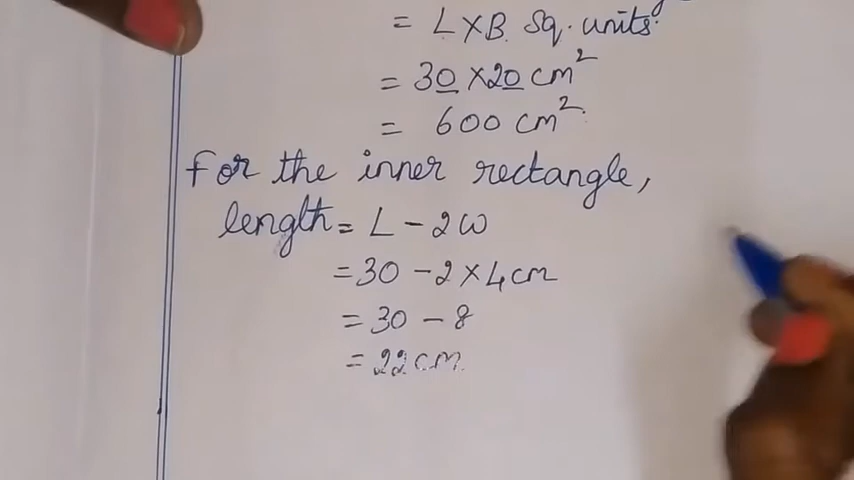 = L×B. Sq. units.
= 30 ×20 cm²
= 600 cm².
For the inner rectangle,
length = L - 2w
= 30 - 2 × 4 cm
= 30 - 8
= 22 cm.